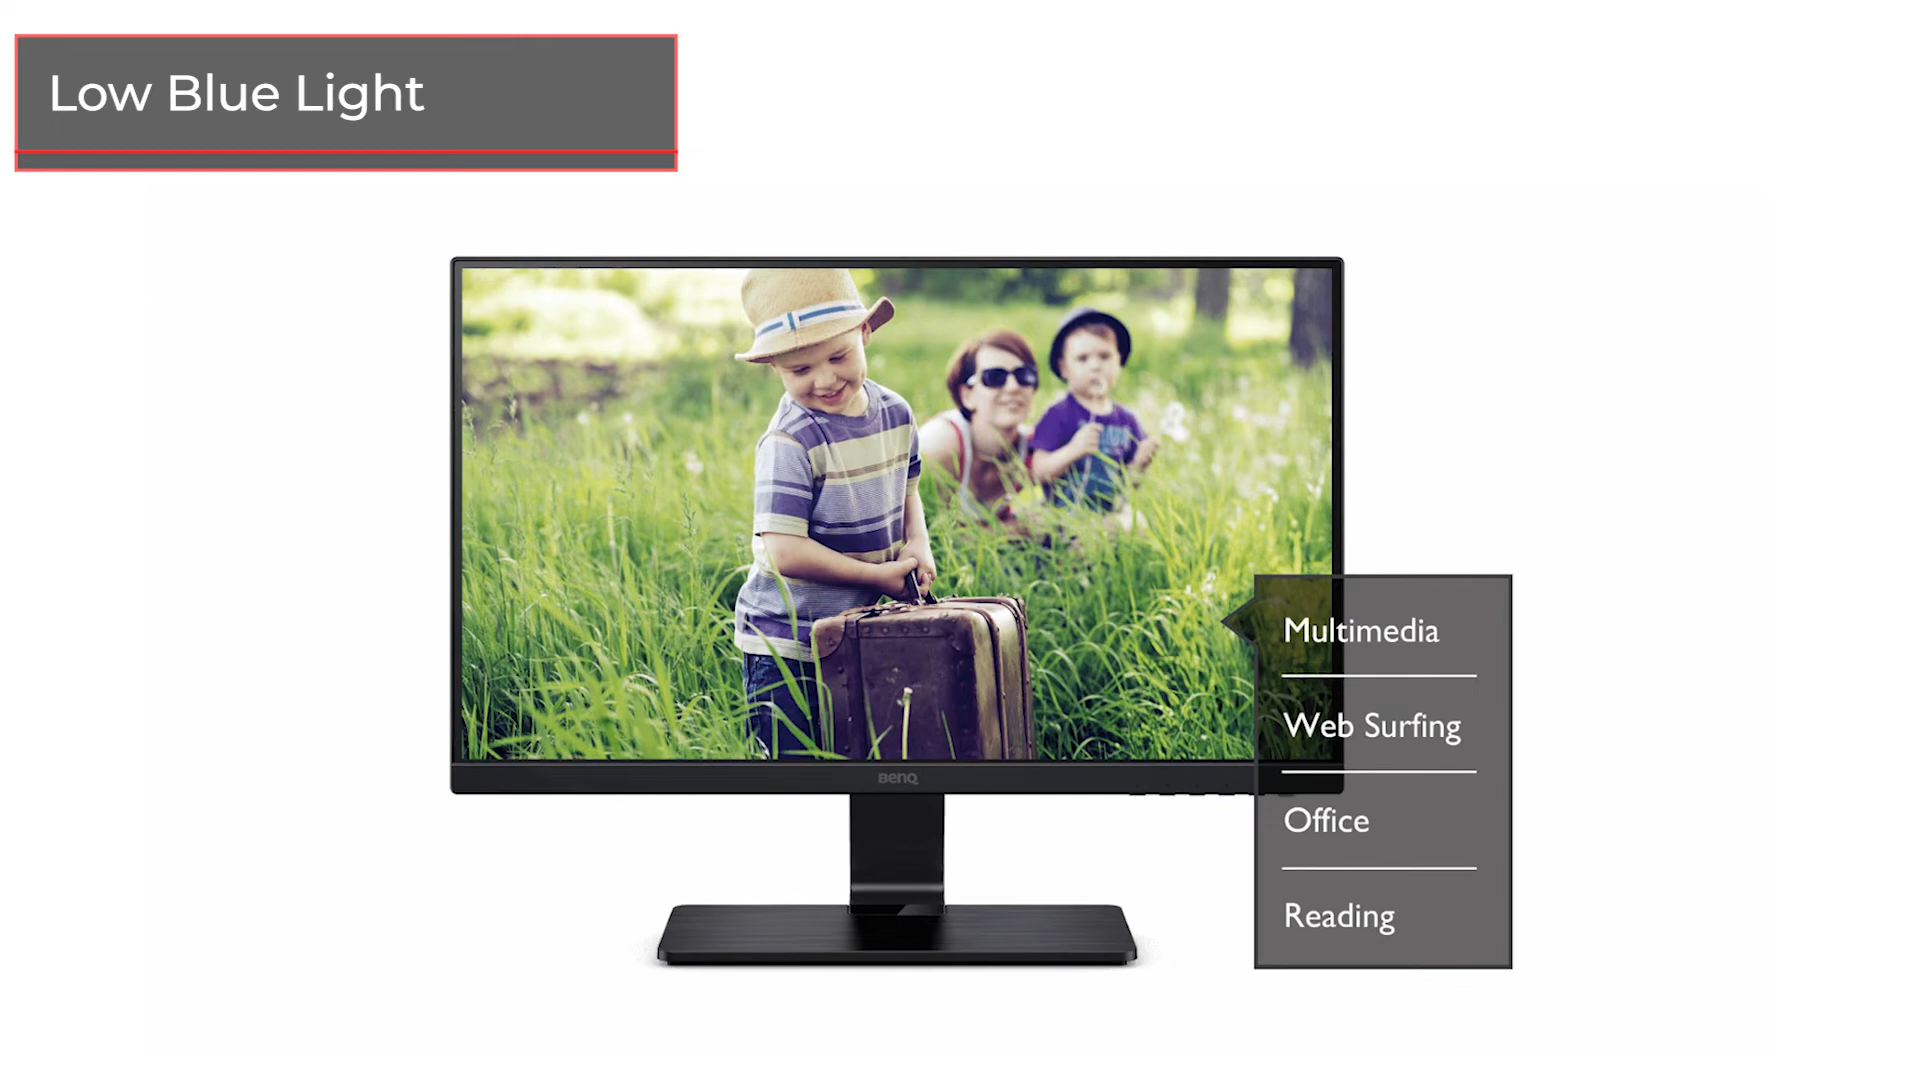 Low Blue Light
BenQ
Multimedia
Web Surfing
Office
Reading